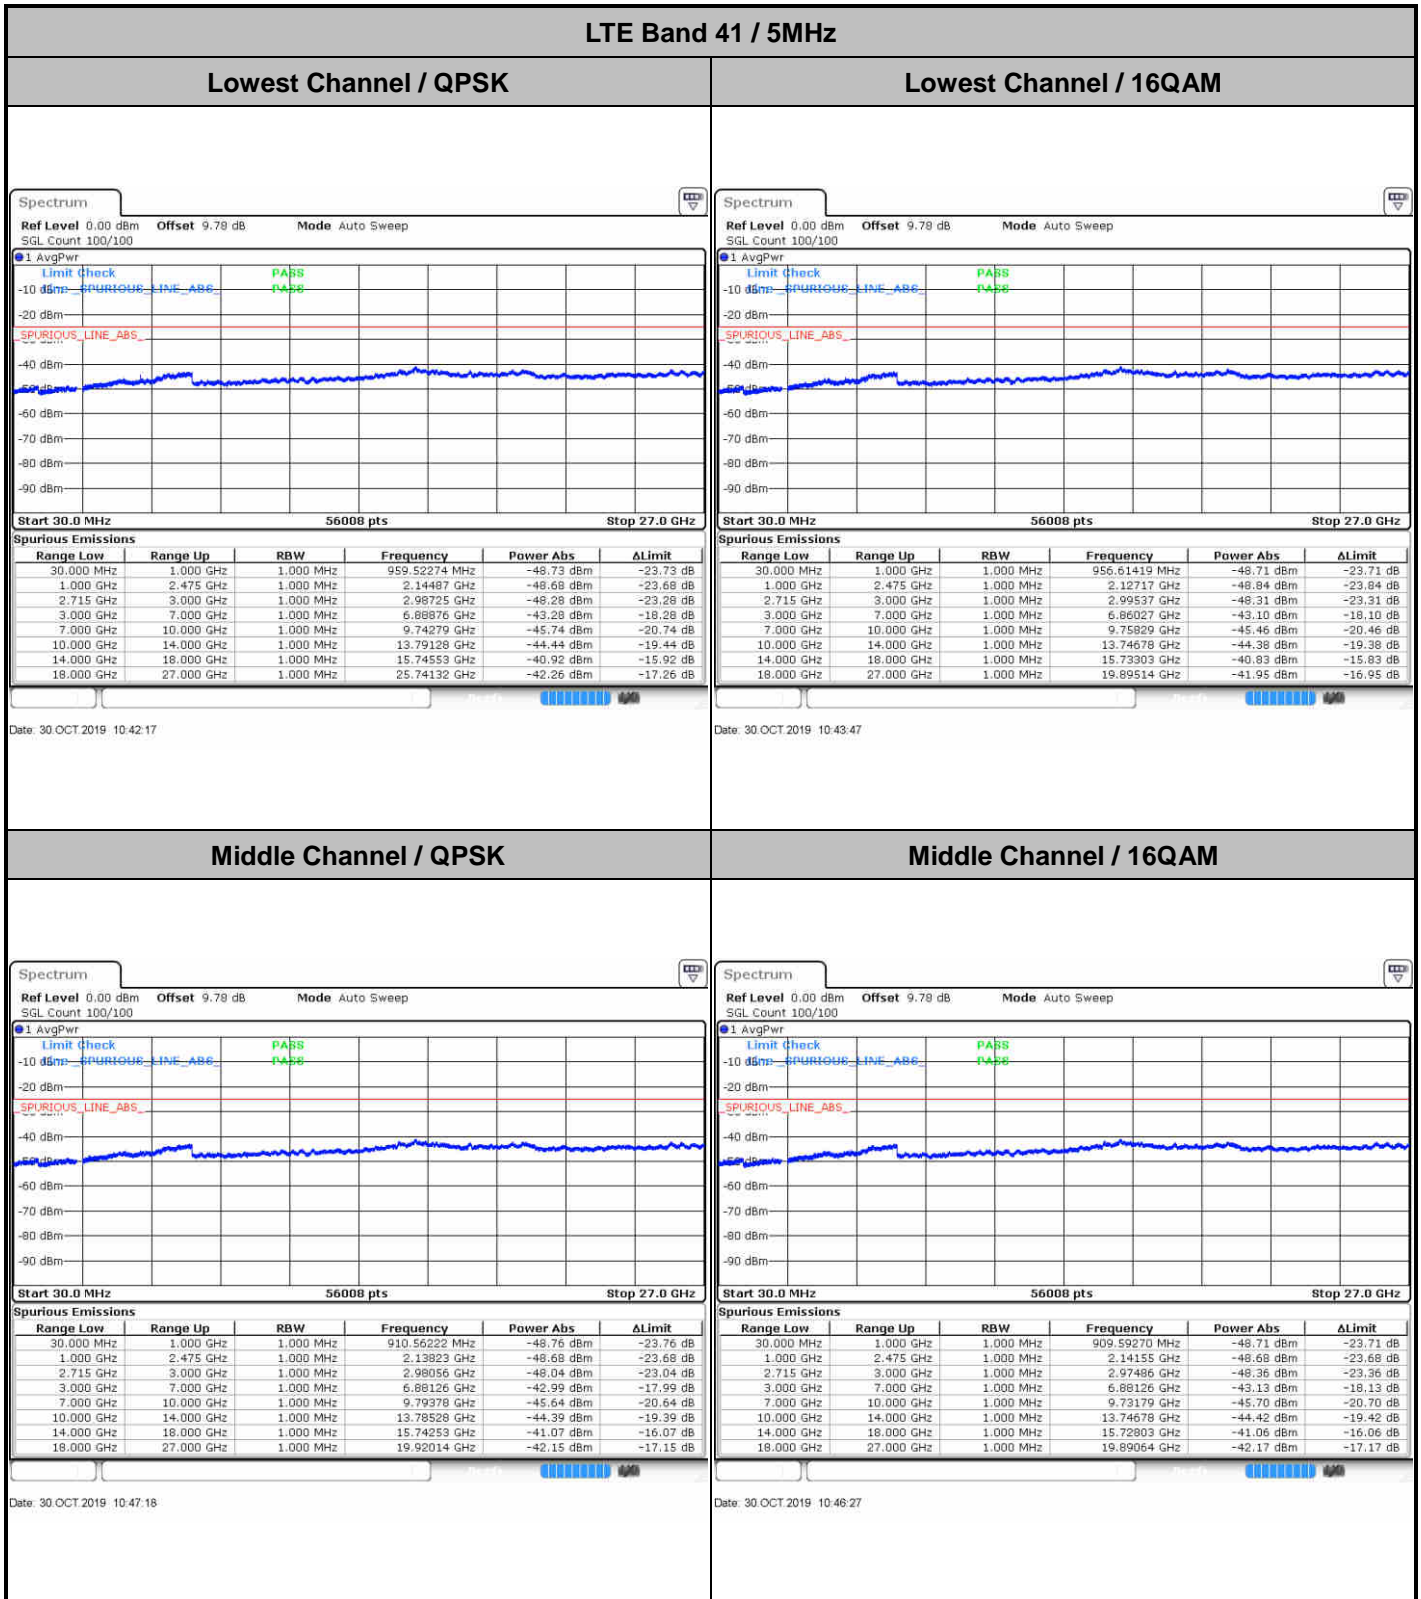 LTE Band 41 / 5MHz
Lowest Channel / QPSK
Lowest Channel / 16QAM
Spectrum
Ref Level 0.00 dBm Offset 9.78 dB Mode Auto Sweep
SGL Count 100/100
1 AvgPwr
Limit Check PASS
-10 dBm Line _SPURIOUS_LINE_ABS_ PASS
-20 dBm
_SPURIOUS_LINE_ABS_
-40 dBm
-50 dBm
-60 dBm
-70 dBm
-80 dBm
-90 dBm
Start 30.0 MHz 56008 pts Stop 27.0 GHz
Spurious Emissions
Range Low Range Up RBW Frequency Power Abs ΔLimit
30.000 MHz 1.000 GHz 1.000 MHz 959.52274 MHz -48.73 dBm -23.73 dB
1.000 GHz 2.475 GHz 1.000 MHz 2.14487 GHz -48.68 dBm -23.68 dB
2.715 GHz 3.000 GHz 1.000 MHz 2.98725 GHz -48.28 dBm -23.28 dB
3.000 GHz 7.000 GHz 1.000 MHz 6.88876 GHz -43.28 dBm -18.28 dB
7.000 GHz 10.000 GHz 1.000 MHz 9.74279 GHz -45.74 dBm -20.74 dB
10.000 GHz 14.000 GHz 1.000 MHz 13.79128 GHz -44.44 dBm -19.44 dB
14.000 GHz 18.000 GHz 1.000 MHz 15.74553 GHz -40.92 dBm -15.92 dB
18.000 GHz 27.000 GHz 1.000 MHz 25.74132 GHz -42.26 dBm -17.26 dB
Date: 30.OCT.2019 10:42:17
Spectrum
Ref Level 0.00 dBm Offset 9.78 dB Mode Auto Sweep
SGL Count 100/100
1 AvgPwr
Limit Check PASS
-10 dBm Line _SPURIOUS_LINE_ABS_ PASS
-20 dBm
_SPURIOUS_LINE_ABS_
-40 dBm
-50 dBm
-60 dBm
-70 dBm
-80 dBm
-90 dBm
Start 30.0 MHz 56008 pts Stop 27.0 GHz
Spurious Emissions
Range Low Range Up RBW Frequency Power Abs ΔLimit
30.000 MHz 1.000 GHz 1.000 MHz 956.61419 MHz -48.71 dBm -23.71 dB
1.000 GHz 2.475 GHz 1.000 MHz 2.12717 GHz -48.84 dBm -23.84 dB
2.715 GHz 3.000 GHz 1.000 MHz 2.99537 GHz -48.31 dBm -23.31 dB
3.000 GHz 7.000 GHz 1.000 MHz 6.86027 GHz -43.10 dBm -18.10 dB
7.000 GHz 10.000 GHz 1.000 MHz 9.75829 GHz -45.46 dBm -20.46 dB
10.000 GHz 14.000 GHz 1.000 MHz 13.74678 GHz -44.38 dBm -19.38 dB
14.000 GHz 18.000 GHz 1.000 MHz 15.73303 GHz -40.83 dBm -15.83 dB
18.000 GHz 27.000 GHz 1.000 MHz 19.89514 GHz -41.95 dBm -16.95 dB
Date: 30.OCT.2019 10:43:47
Middle Channel / QPSK
Middle Channel / 16QAM
Spectrum
Ref Level 0.00 dBm Offset 9.78 dB Mode Auto Sweep
SGL Count 100/100
1 AvgPwr
Limit Check PASS
-10 dBm Line _SPURIOUS_LINE_ABS_ PASS
-20 dBm
_SPURIOUS_LINE_ABS_
-40 dBm
-50 dBm
-60 dBm
-70 dBm
-80 dBm
-90 dBm
Start 30.0 MHz 56008 pts Stop 27.0 GHz
Spurious Emissions
Range Low Range Up RBW Frequency Power Abs ΔLimit
30.000 MHz 1.000 GHz 1.000 MHz 910.56222 MHz -48.76 dBm -23.76 dB
1.000 GHz 2.475 GHz 1.000 MHz 2.13823 GHz -48.68 dBm -23.68 dB
2.715 GHz 3.000 GHz 1.000 MHz 2.98056 GHz -48.04 dBm -23.04 dB
3.000 GHz 7.000 GHz 1.000 MHz 6.88126 GHz -42.99 dBm -17.99 dB
7.000 GHz 10.000 GHz 1.000 MHz 9.79378 GHz -45.64 dBm -20.64 dB
10.000 GHz 14.000 GHz 1.000 MHz 13.78528 GHz -44.39 dBm -19.39 dB
14.000 GHz 18.000 GHz 1.000 MHz 15.74253 GHz -41.07 dBm -16.07 dB
18.000 GHz 27.000 GHz 1.000 MHz 19.92014 GHz -42.15 dBm -17.15 dB
Date: 30.OCT.2019 10:47:18
Spectrum
Ref Level 0.00 dBm Offset 9.78 dB Mode Auto Sweep
SGL Count 100/100
1 AvgPwr
Limit Check PASS
-10 dBm Line _SPURIOUS_LINE_ABS_ PASS
-20 dBm
_SPURIOUS_LINE_ABS_
-40 dBm
-50 dBm
-60 dBm
-70 dBm
-80 dBm
-90 dBm
Start 30.0 MHz 56008 pts Stop 27.0 GHz
Spurious Emissions
Range Low Range Up RBW Frequency Power Abs ΔLimit
30.000 MHz 1.000 GHz 1.000 MHz 909.59270 MHz -48.71 dBm -23.71 dB
1.000 GHz 2.475 GHz 1.000 MHz 2.14155 GHz -48.68 dBm -23.68 dB
2.715 GHz 3.000 GHz 1.000 MHz 2.97486 GHz -48.36 dBm -23.36 dB
3.000 GHz 7.000 GHz 1.000 MHz 6.88126 GHz -43.13 dBm -18.13 dB
7.000 GHz 10.000 GHz 1.000 MHz 9.73179 GHz -45.70 dBm -20.70 dB
10.000 GHz 14.000 GHz 1.000 MHz 13.74678 GHz -44.42 dBm -19.42 dB
14.000 GHz 18.000 GHz 1.000 MHz 15.72803 GHz -41.06 dBm -16.06 dB
18.000 GHz 27.000 GHz 1.000 MHz 19.89064 GHz -42.17 dBm -17.17 dB
Date: 30.OCT.2019 10:46:27